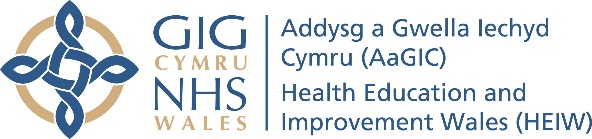 GIG
CYMRU
NHS
WALES
Addysg a Gwella Iechyd
Cymru (AaGIC)
Health Education and
Improvement Wales (HEIW)